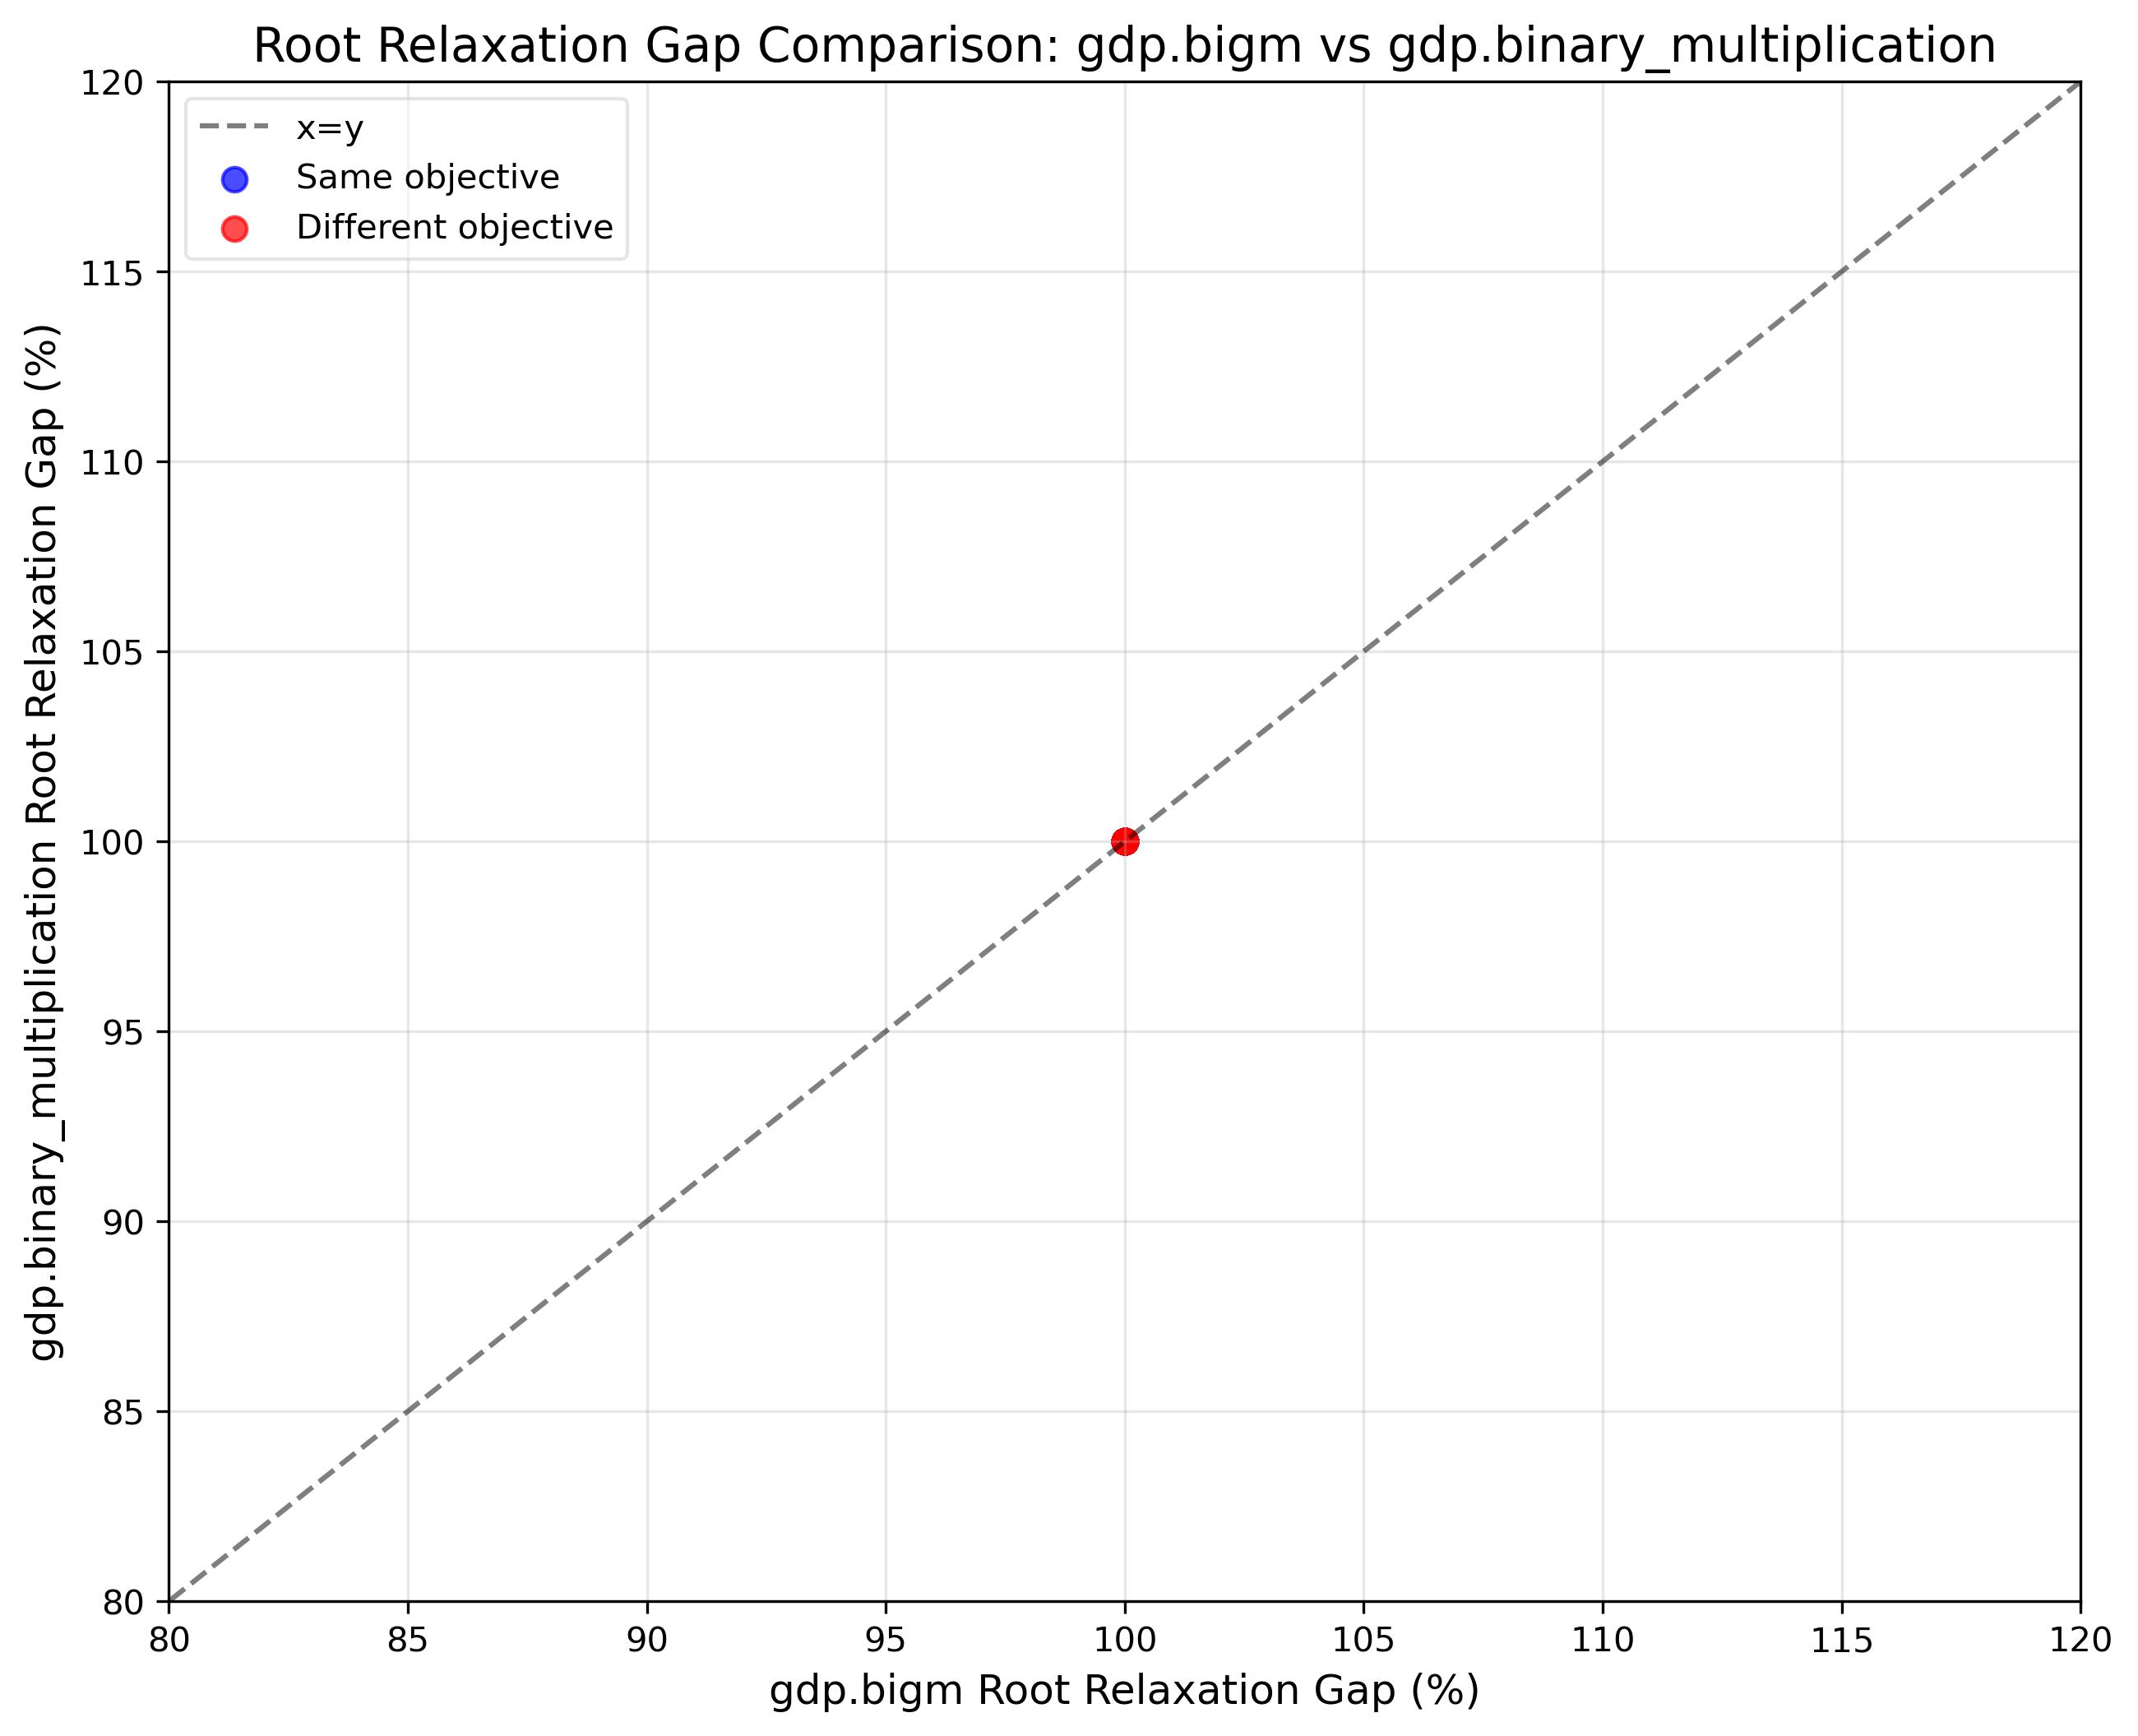 Root Relaxation Gap Comparison: gdp.bigm vs gdp.binary_multiplication
x=y
Same objective
Different objective
gdp.binary_multiplication Root Relaxation Gap (%)
120
115
110
105
100
95
90
85
80
80 85 90 95 100 105 110 115 120
gdp.bigm Root Relaxation Gap (%)